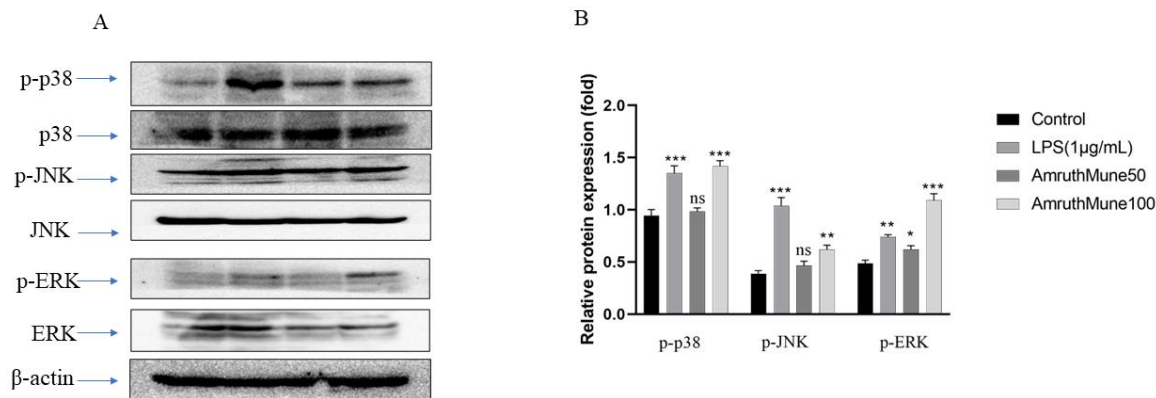 A
p-p38
p38
p-JNK
JNK
p-ERK
ERK
β-actin
B
Relative protein expression (fold)
2.0
1.5
1.0
0.5
0.0
*** ns ***
*** ns **
** * ***
p-p38 p-JNK p-ERK
Control
LPS(1µg/mL)
AmruthMune50
AmruthMune100